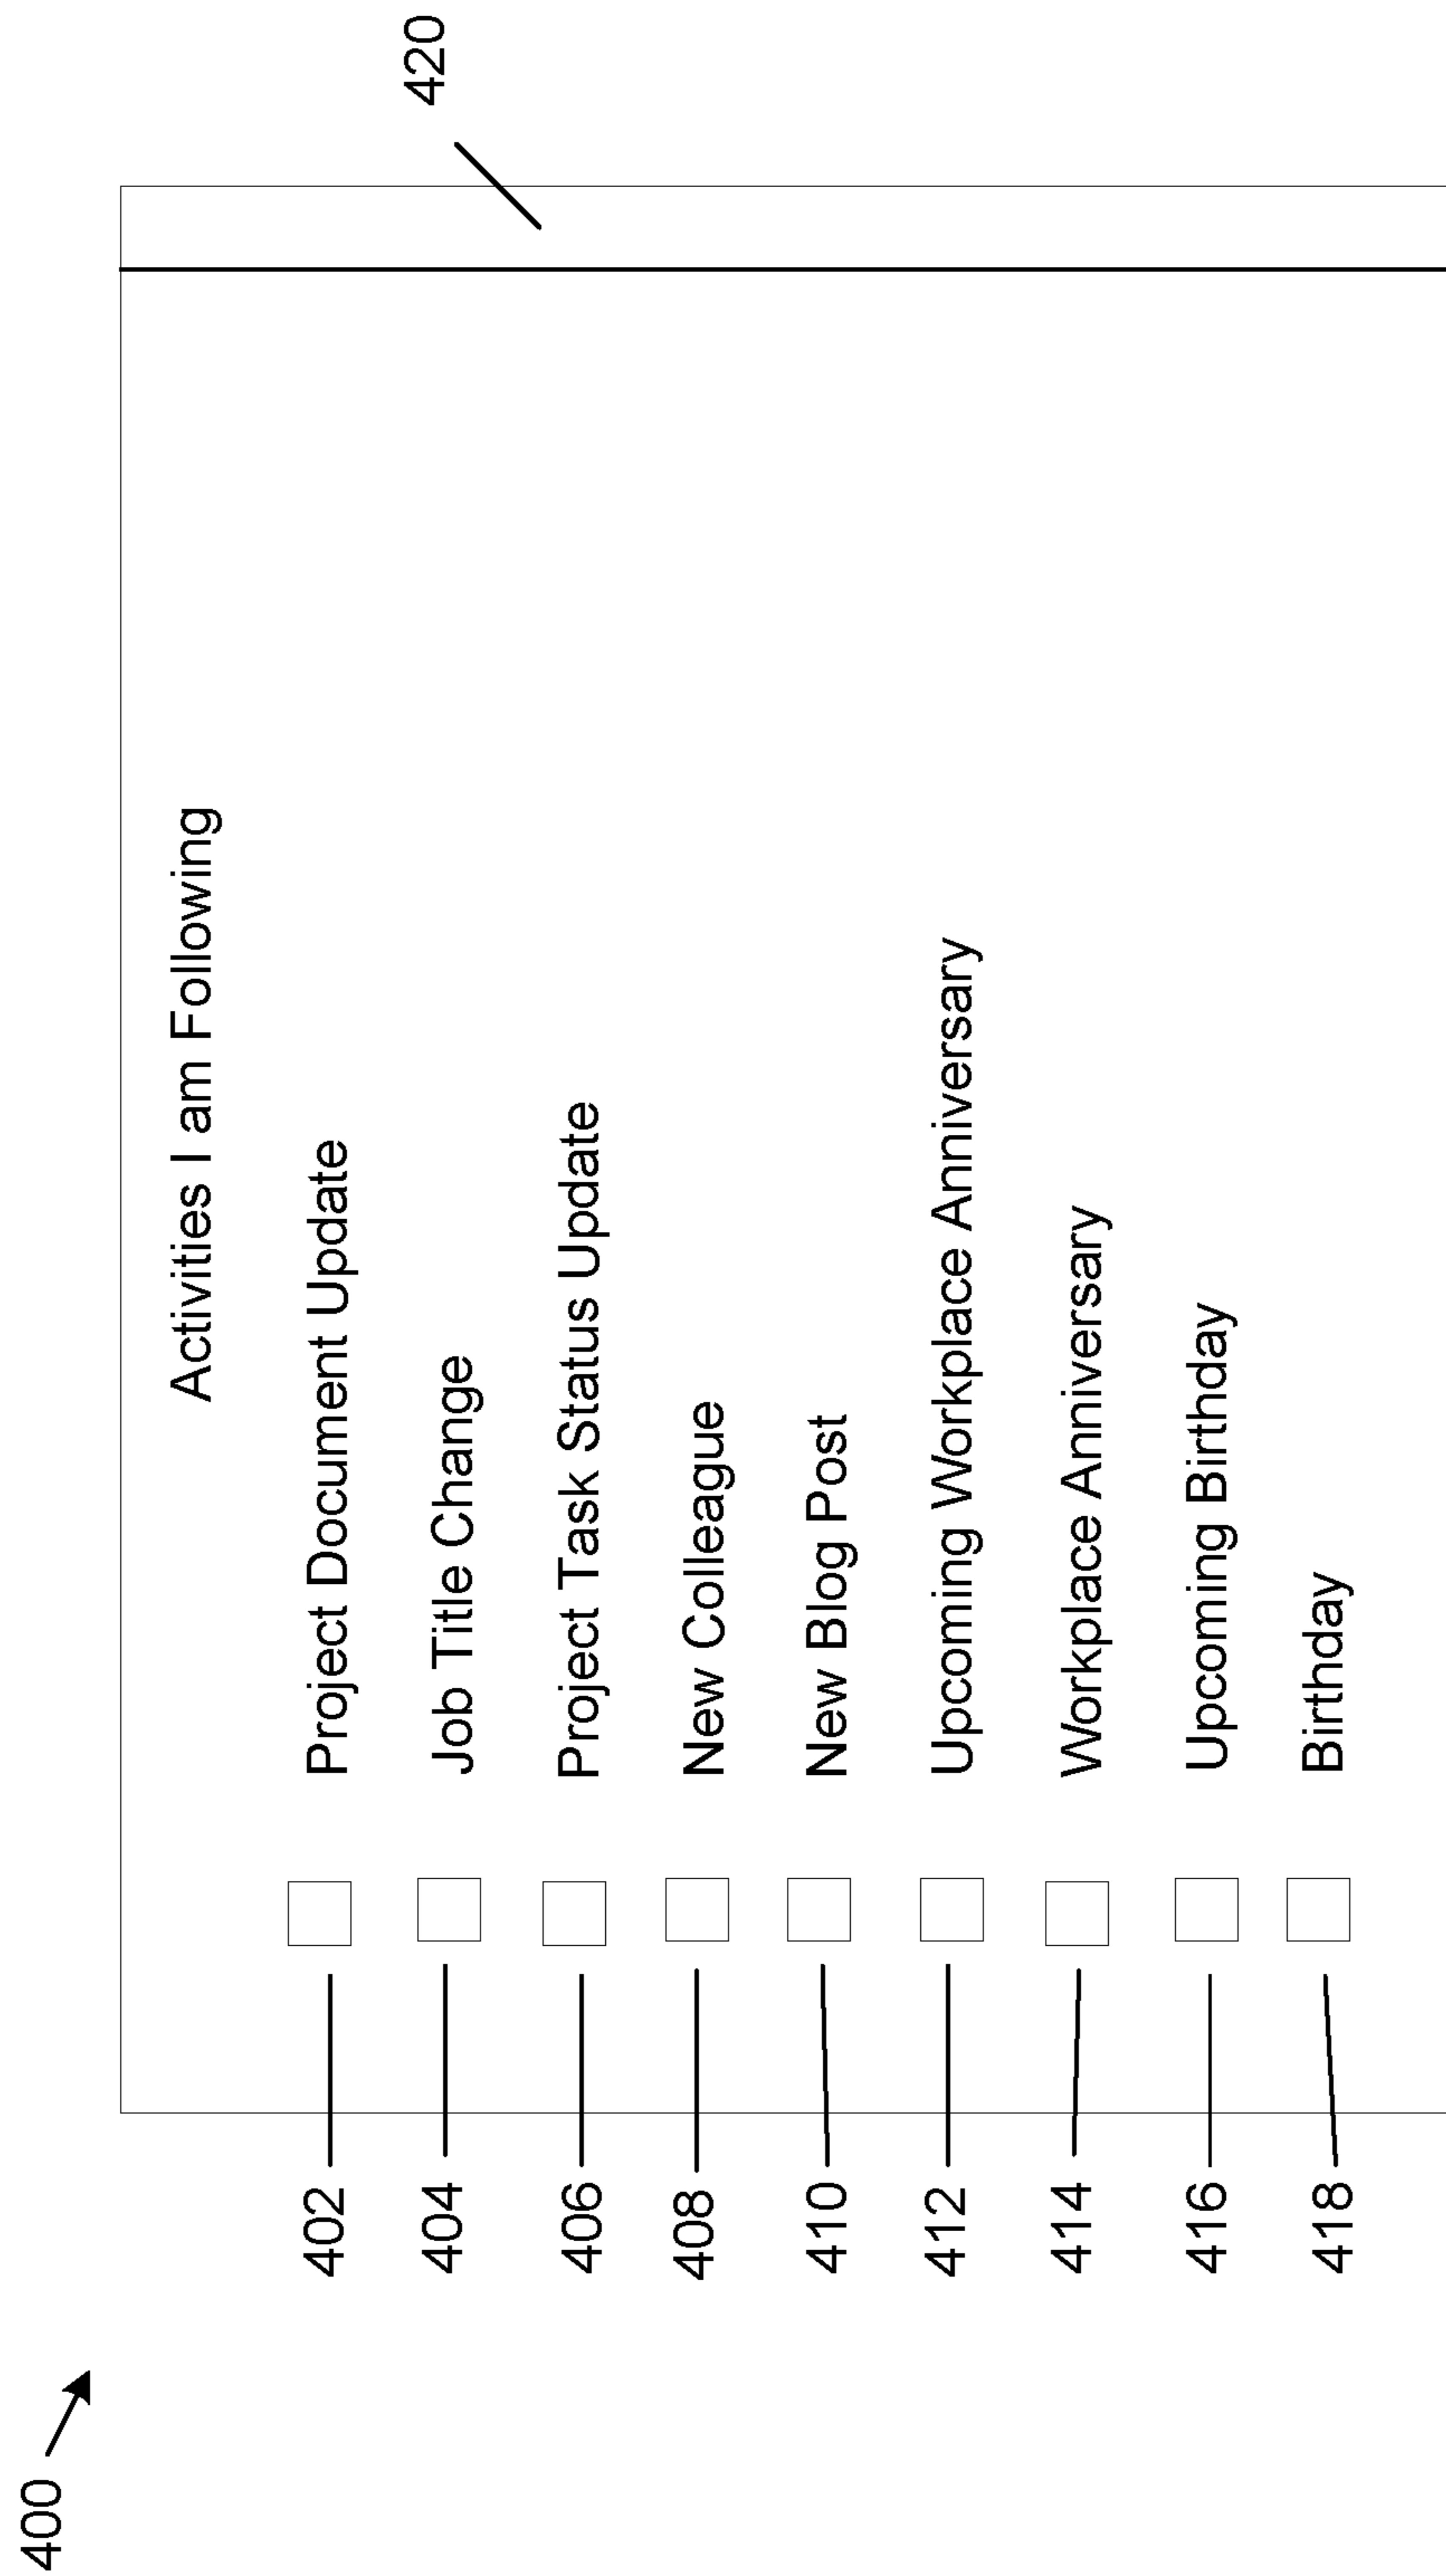 400
Activities I am Following
420
402 Project Document Update
404 Job Title Change
406 Project Task Status Update
408 New Colleague
410 New Blog Post
412 Upcoming Workplace Anniversary
414 Workplace Anniversary
416 Upcoming Birthday
418 Birthday